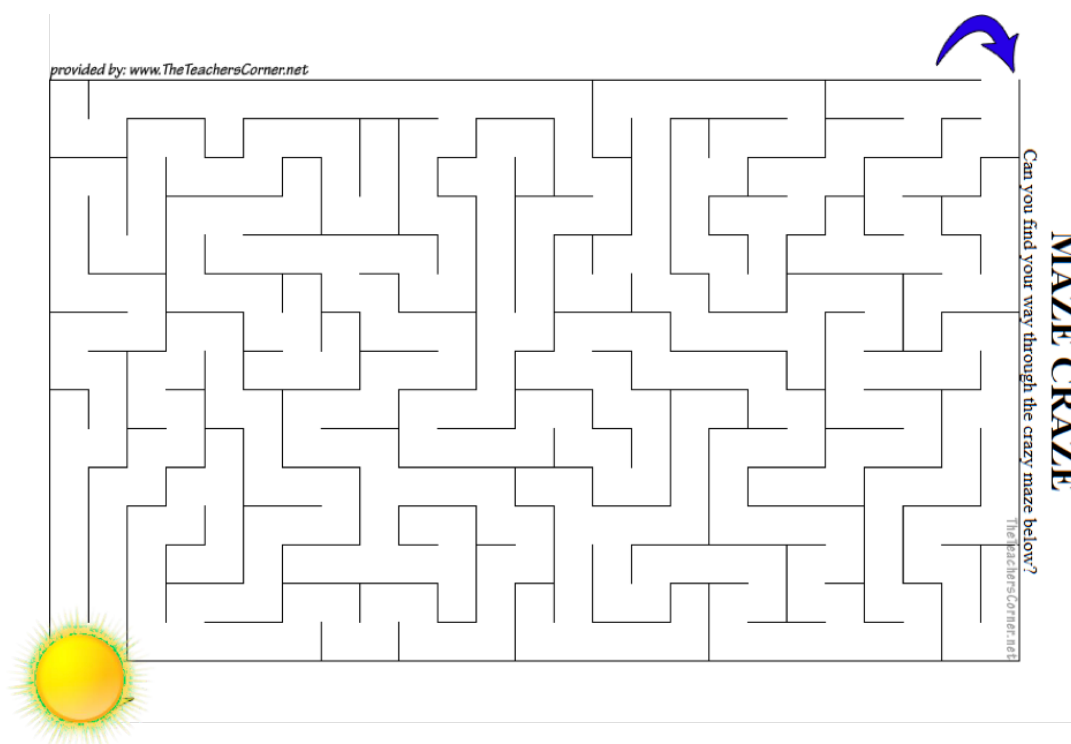 provided by: www.TheTeachersCorner.net
MAZE CRAZE
Can you find your way through the crazy maze below?
TheTeachersCorner.net